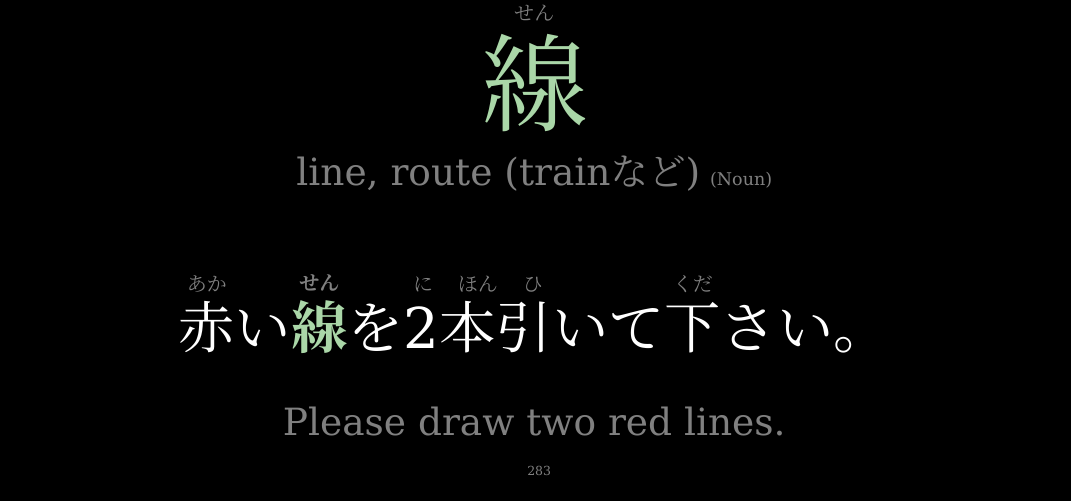 せん
線
line, route (trainなど) (Noun)
あか せん に ほん ひ くだ
赤い線を2本引いて下さい。
Please draw two red lines.
283